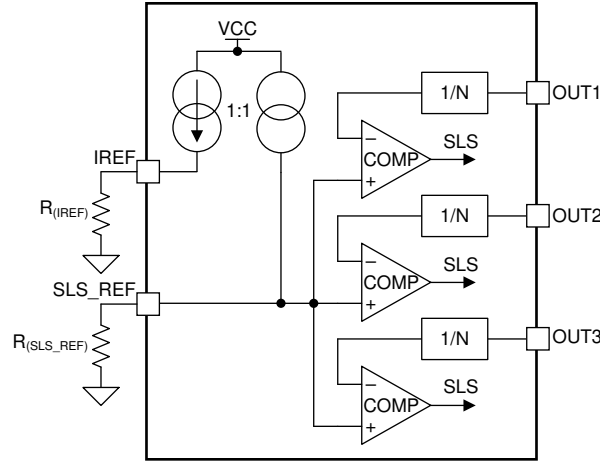 VCC
1/N
OUT1
1:1
−
COMP
SLS
+
IREF
R(IREF)
1/N
OUT2
−
COMP
SLS
+
SLS_REF
R(SLS_REF)
1/N
OUT3
−
COMP
SLS
+